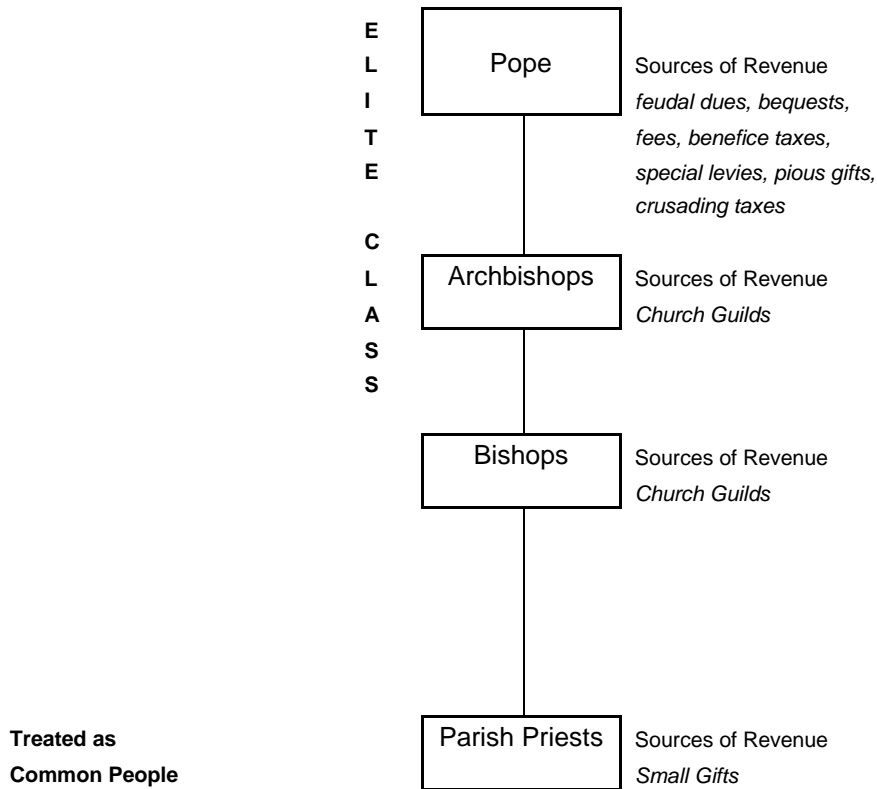 ELITE CLASS
Pope
Sources of Revenue
feudal dues, bequests,
fees, benefice taxes,
special levies, pious gifts,
crusading taxes
Archbishops
Sources of Revenue
Church Guilds
Bishops
Sources of Revenue
Church Guilds
Treated as
Common People
Parish Priests
Sources of Revenue
Small Gifts